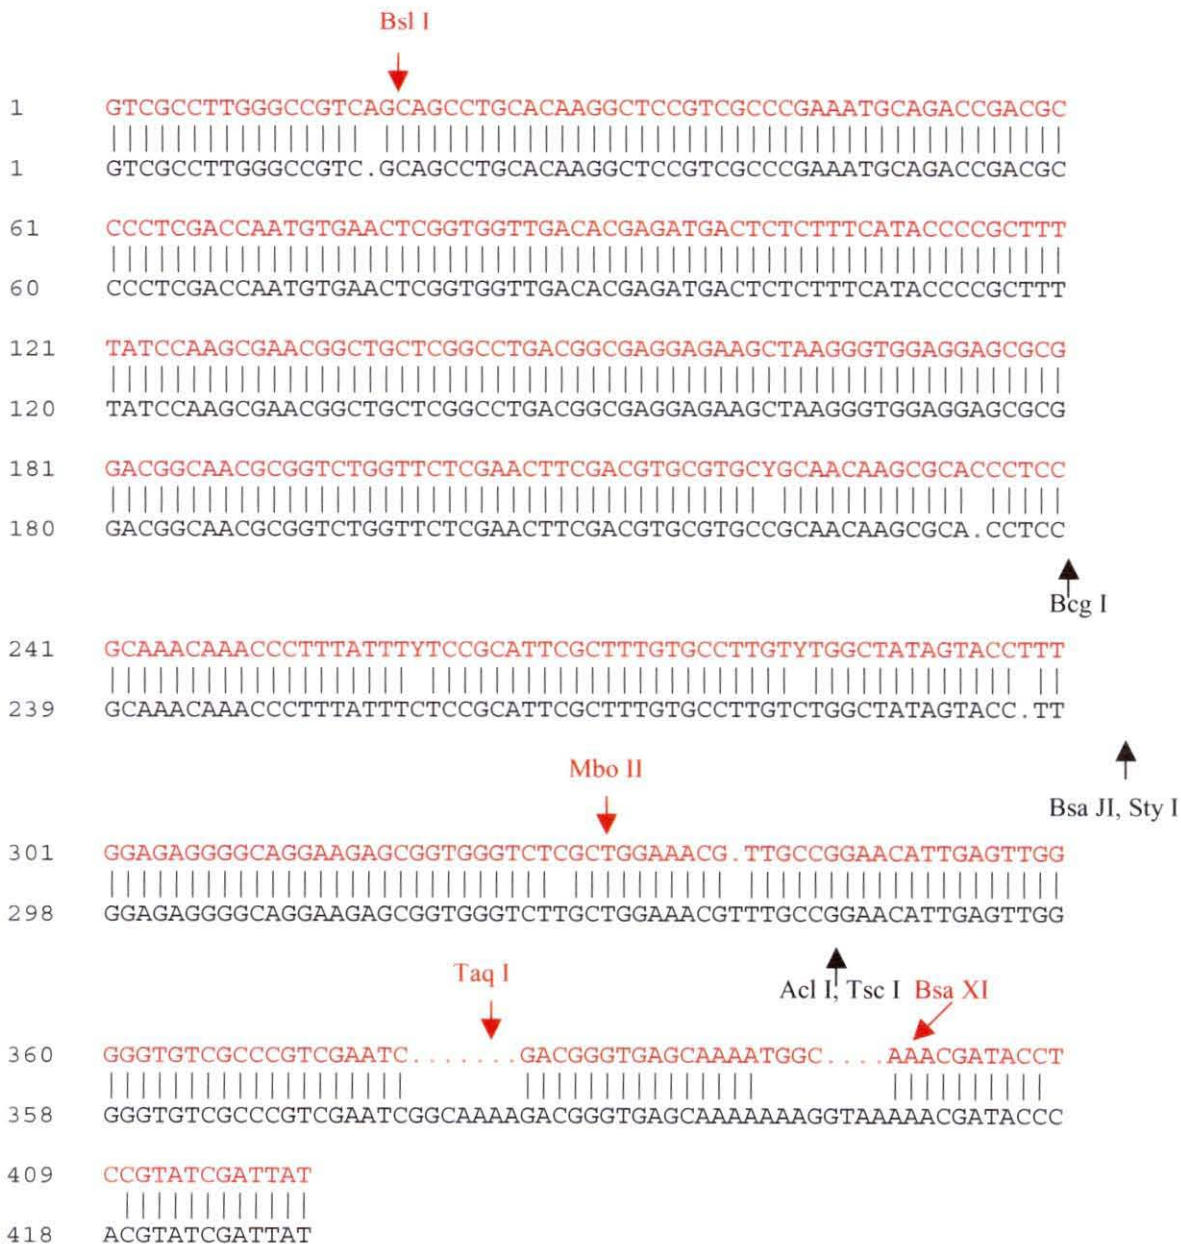 Bsl I
1 GTCGCCTTGGGCCGTCAGCAGCCTGCACAAGGCTCCGTCGCCCGAAATGCAGACCGACGC
1 GTCGCCTTGGGCCGTC.GCAGCCTGCACAAGGCTCCGTCGCCCGAAATGCAGACCGACGC
61 CCCTCGACCAATGTGAACTCGGTGGTTGACACGAGATGACTCTCTTTCATACCCCGCTTT
60 CCCTCGACCAATGTGAACTCGGTGGTTGACACGAGATGACTCTCTTTCATACCCCGCTTT
121 TATCCAAGCGAACGGCTGCTCGGCCTGACGGCGAGGAGAAGCTAAGGGTGGAGGAGCGCG
120 TATCCAAGCGAACGGCTGCTCGGCCTGACGGCGAGGAGAAGCTAAGGGTGGAGGAGCGCG
181 GACGGCAACGCGGTCTGGTTCTCGAACTTCGACGTGCGTGCYGCAACAAGCGCACCCTCC
180 GACGGCAACGCGGTCTGGTTCTCGAACTTCGACGTGCGTGCCGCAACAAGCGCA.CCTCC
Bcg I
241 GCAAACAAACCCTTTATTTYTCCGCATTCGCTTTGTGCCTTGTYTGGCTATAGTACCTTT
239 GCAAACAAACCCTTTATTTCTCCGCATTCGCTTTGTGCCTTGTCTGGCTATAGTACC.TT
Mbo II
Bsa JI, Sty I
301 GGAGAGGGGCAGGAAGAGCGGTGGGTCTCGCTGGAAACG.TTGCCGGAACATTGAGTTGG
298 GGAGAGGGGCAGGAAGAGCGGTGGGTCTTGCTGGAAACGTTTGCCGGAACATTGAGTTGG
Taq I
Acl I, Tsc I Bsa XI
360 GGGTGTCGCCCGTCGAATC.......GACGGGTGAGCAAAATGGC....AAACGATACCT
358 GGGTGTCGCCCGTCGAATCGGCAAAAGACGGGTGAGCAAAAAAAGGTAAAAACGATACCC
409 CCGTATCGATTAT
418 ACGTATCGATTAT